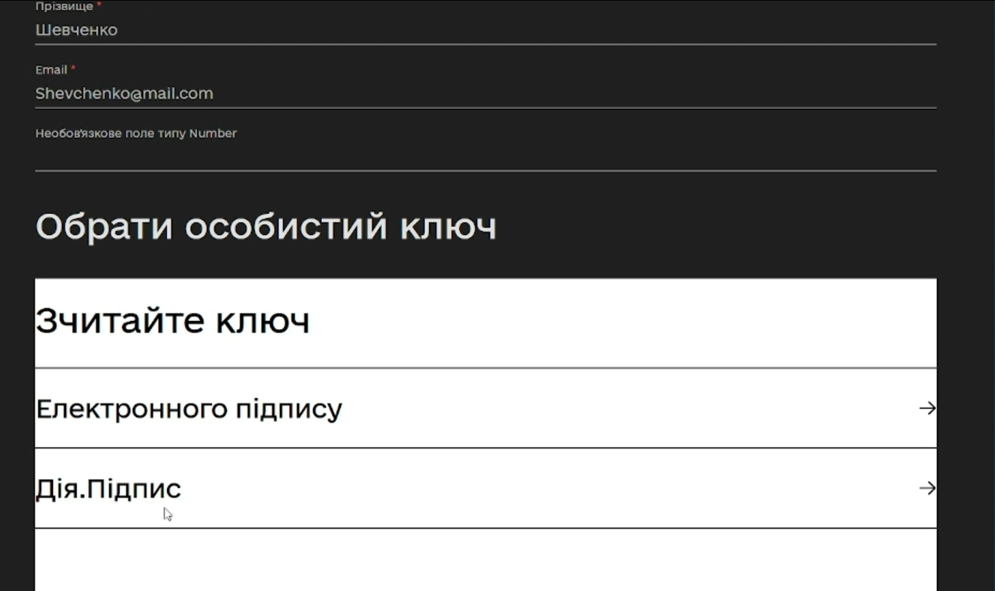 Прізвище *
Шевченко
Email *
Shevchenko@mail.com
Необов'язкове поле типу Number
Обрати особистий ключ
Зчитайте ключ
Електронного підпису
Дія.Підпис